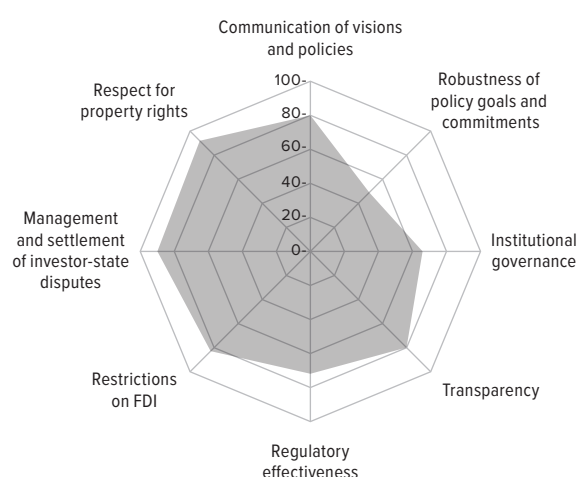 Communication of visions
and policies
Robustness of
policy goals and
commitments
Institutional
governance
Transparency
Regulatory
effectiveness
Restrictions
on FDI
Management
and settlement
of investor-state
disputes
Respect for
property rights
100-
80-
60-
40-
20-
0-